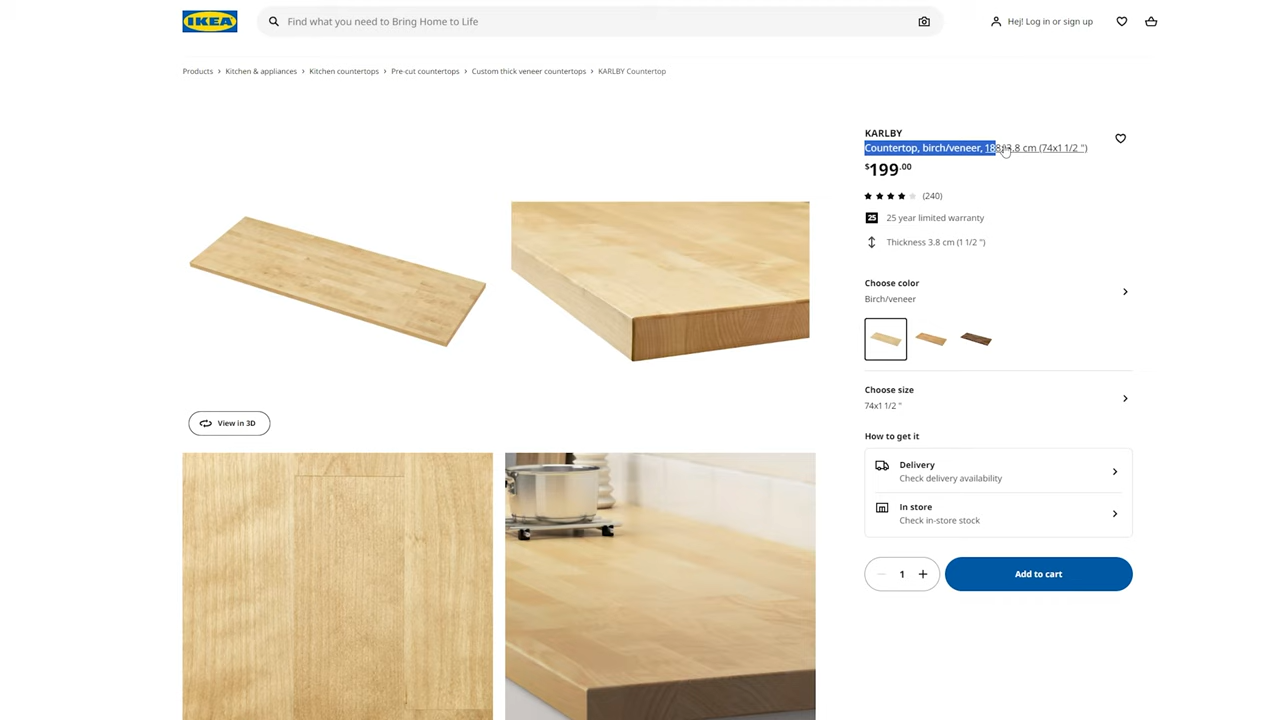 IKEA
Find what you need to Bring Home to Life
Hej! Log in or sign up
Products › Kitchen & appliances › Kitchen countertops › Pre-cut countertops › Custom thick veneer countertops › KARLBY Countertop
KARLBY
Countertop, birch/veneer, 188x3.8 cm (74x1 1/2 ")
$199.00
(240)
25 25 year limited warranty
Thickness 3.8 cm (1 1/2 ")
Choose color
Birch/veneer
Choose size
74x1 1/2 "
View in 3D
How to get it
Delivery
Check delivery availability
In store
Check in-store stock
1
Add to cart